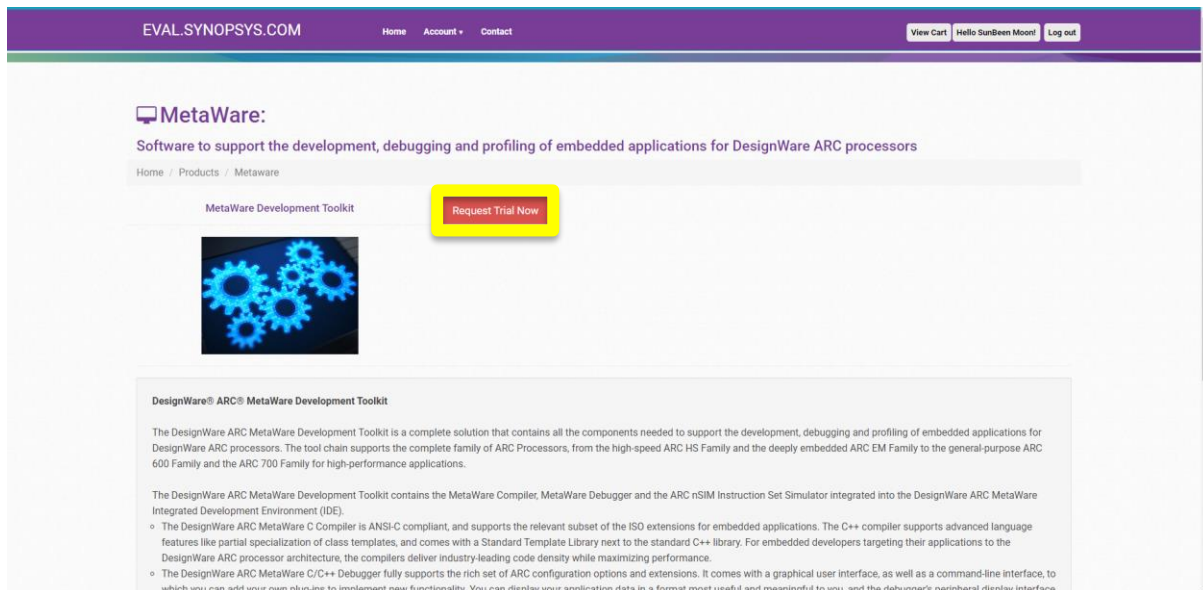 EVAL.SYNOPSYS.COM Home Account Contact View Cart Hello SunBeen Moon! Log out
MetaWare:
Software to support the development, debugging and profiling of embedded applications for DesignWare ARC processors
Home / Products / Metaware
MetaWare Development Toolkit Request Trial Now
DesignWare® ARC® MetaWare Development Toolkit
The DesignWare ARC MetaWare Development Toolkit is a complete solution that contains all the components needed to support the development, debugging and profiling of embedded applications for
DesignWare ARC processors. The tool chain supports the complete family of ARC Processors, from the high-speed ARC HS Family and the deeply embedded ARC EM Family to the general-purpose ARC
600 Family and the ARC 700 Family for high-performance applications.
The DesignWare ARC MetaWare Development Toolkit contains the MetaWare Compiler, MetaWare Debugger and the ARC nSIM Instruction Set Simulator integrated into the DesignWare ARC MetaWare
Integrated Development Environment (IDE).
The DesignWare ARC MetaWare C Compiler is ANSI-C compliant, and supports the relevant subset of the ISO extensions for embedded applications. The C++ compiler supports advanced language
features like partial specialization of class templates, and comes with a Standard Template Library next to the standard C++ library. For embedded developers targeting their applications to the
DesignWare ARC processor architecture, the compilers deliver industry-leading code density while maximizing performance.
The DesignWare ARC MetaWare C/C++ Debugger fully supports the rich set of ARC configuration options and extensions. It comes with a graphical user interface, as well as a command-line interface, to
which you can add your own plug-ins to implement new functionality. You can display your application data in a format most useful and meaningful to you, and the debugger's peripheral display interface